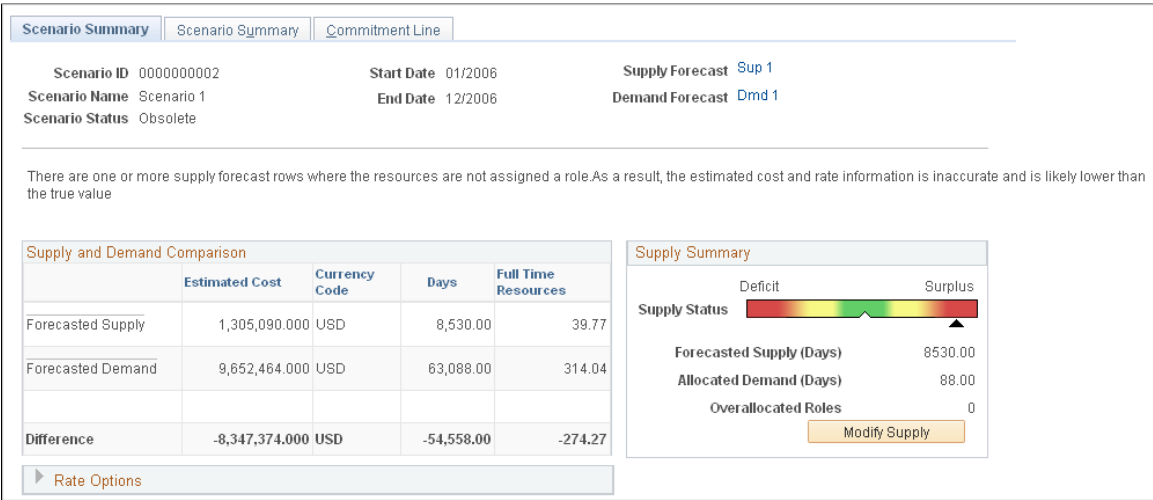 Scenario Summary Scenario Summary Commitment Line
Scenario ID 0000000002 Start Date 01/2006 Supply Forecast Sup 1
Scenario Name Scenario 1 End Date 12/2006 Demand Forecast Dmd 1
Scenario Status Obsolete
There are one or more supply forecast rows where the resources are not assigned a role.As a result, the estimated cost and rate information is inaccurate and is likely lower than
the true value
Supply and Demand Comparison
Estimated Cost Currency Code Days Full Time Resources
Forecasted Supply 1,305,090.000 USD 8,530.00 39.77
Forecasted Demand 9,652,464.000 USD 63,088.00 314.04
Difference -8,347,374.000 USD -54,558.00 -274.27
Rate Options
Supply Summary
Deficit Surplus
Supply Status
Forecasted Supply (Days) 8530.00
Allocated Demand (Days) 88.00
Overallocated Roles 0
Modify Supply